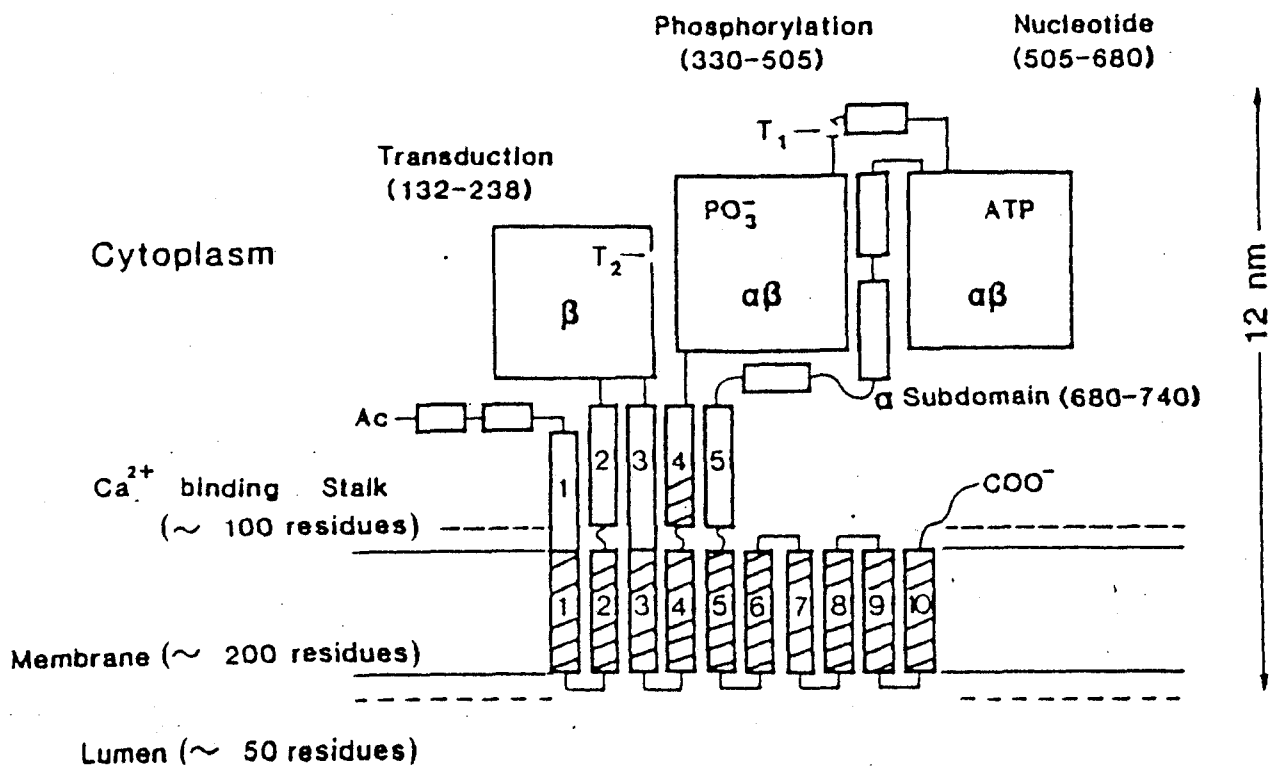 Phosphorylation
(330-505)
Nucleotide
(505-680)
Transduction
(132-238)
T1
T2
PO3-
ATP
Cytoplasm
β
αβ
αβ
12 nm
Ac
α Subdomain (680-740)
Ca2+ binding Stalk
(~ 100 residues)
1
2
3
4
5
COO-
1
2
3
4
5
6
7
8
9
10
Membrane (~ 200 residues)
Lumen (~ 50 residues)